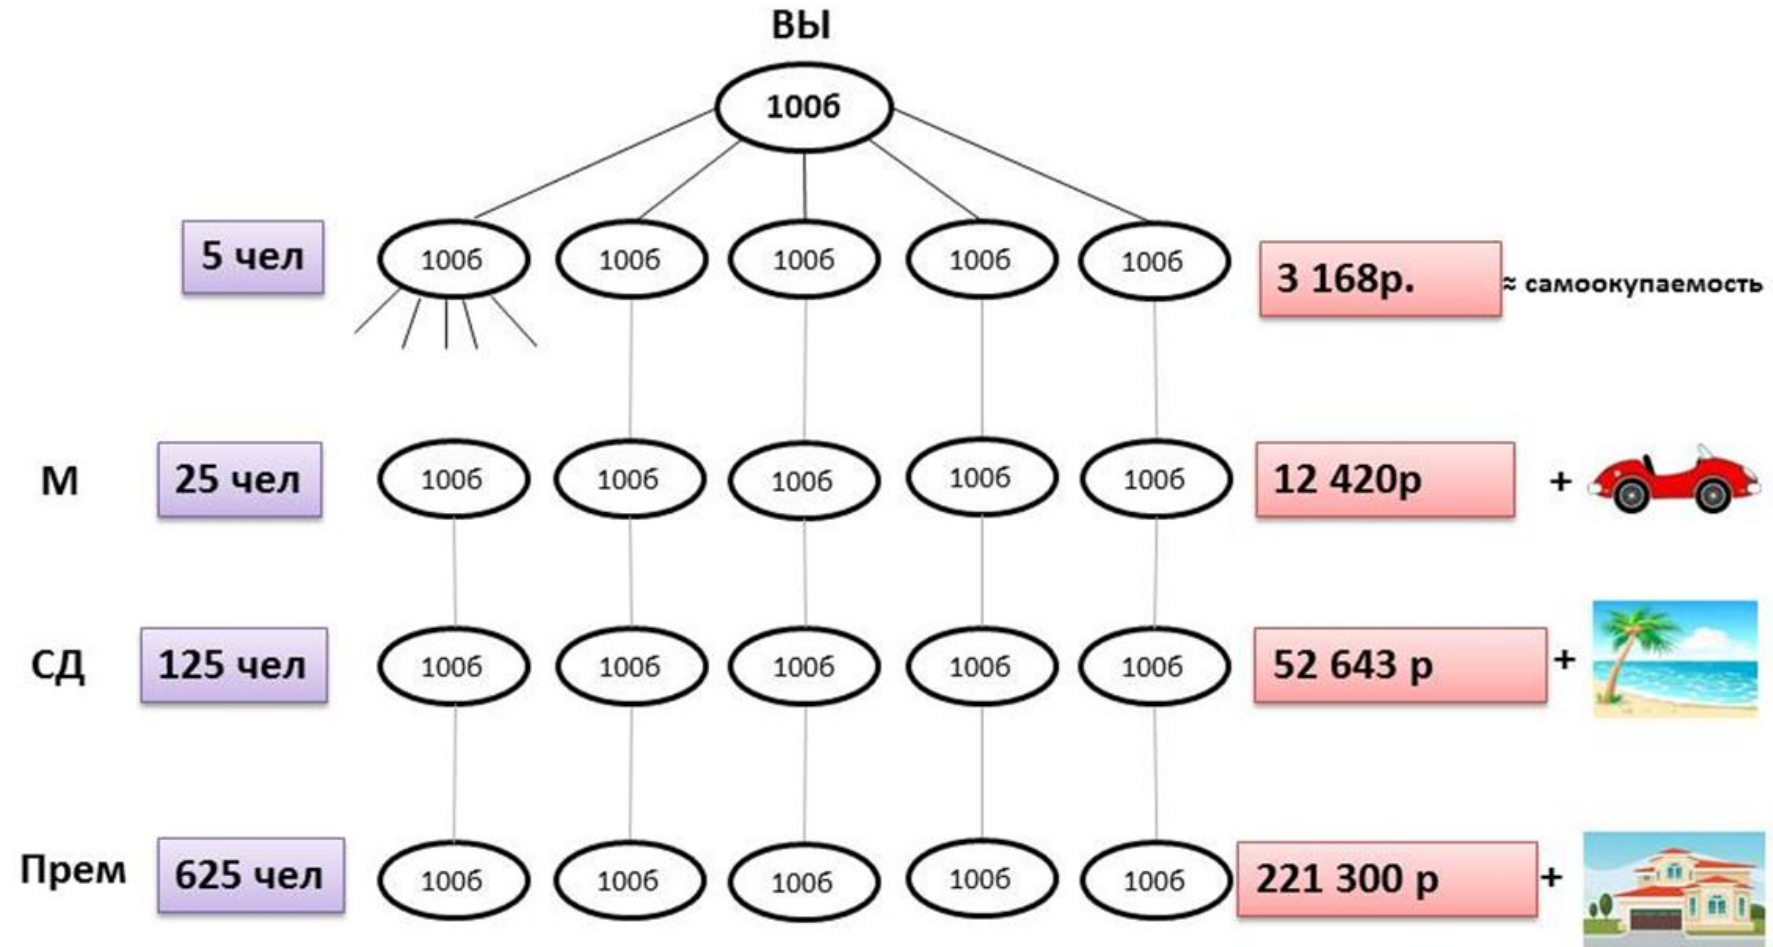 ВЫ
100б
5 чел 100б 100б 100б 100б 100б 3 168р. ≈ самоокупаемость
М 25 чел 100б 100б 100б 100б 100б 12 420р +
СД 125 чел 100б 100б 100б 100б 100б 52 643 р +
Прем 625 чел 100б 100б 100б 100б 100б 221 300 р +